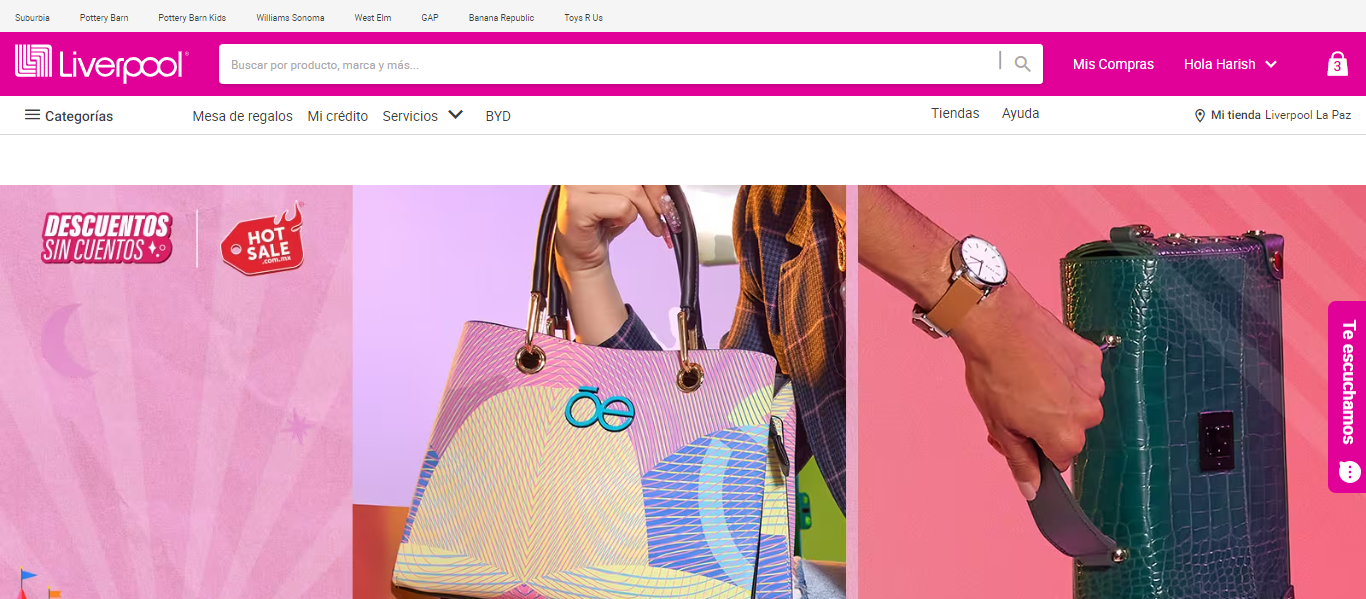 Suburbia Pottery Barn Pottery Barn Kids Williams Sonoma West Elm GAP Banana Republic Toys R Us
Liverpool
Buscar por producto, marca y más...
Mis Compras Hola Harish 3
Categorías Mesa de regalos Mi crédito Servicios BYD Tiendas Ayuda Mi tienda Liverpool La Paz
DESCUENTOS
SIN CUENTOS
HOT
SALE
.com.mx
Te escuchamos